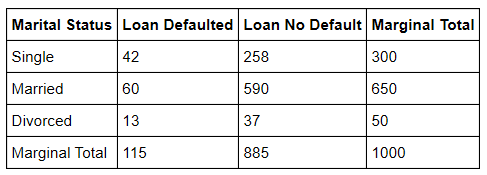 Marital Status Loan Defaulted Loan No Default Marginal Total
Single 42 258 300
Married 60 590 650
Divorced 13 37 50
Marginal Total 115 885 1000